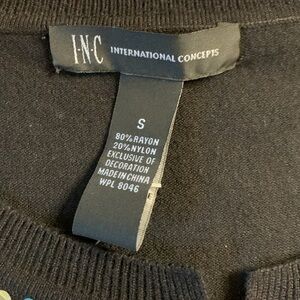 I·N·C INTERNATIONAL CONCEPTS
S
80% RAYON
20% NYLON
EXCLUSIVE OF
DECORATION
MADE IN CHINA
WPL 8046